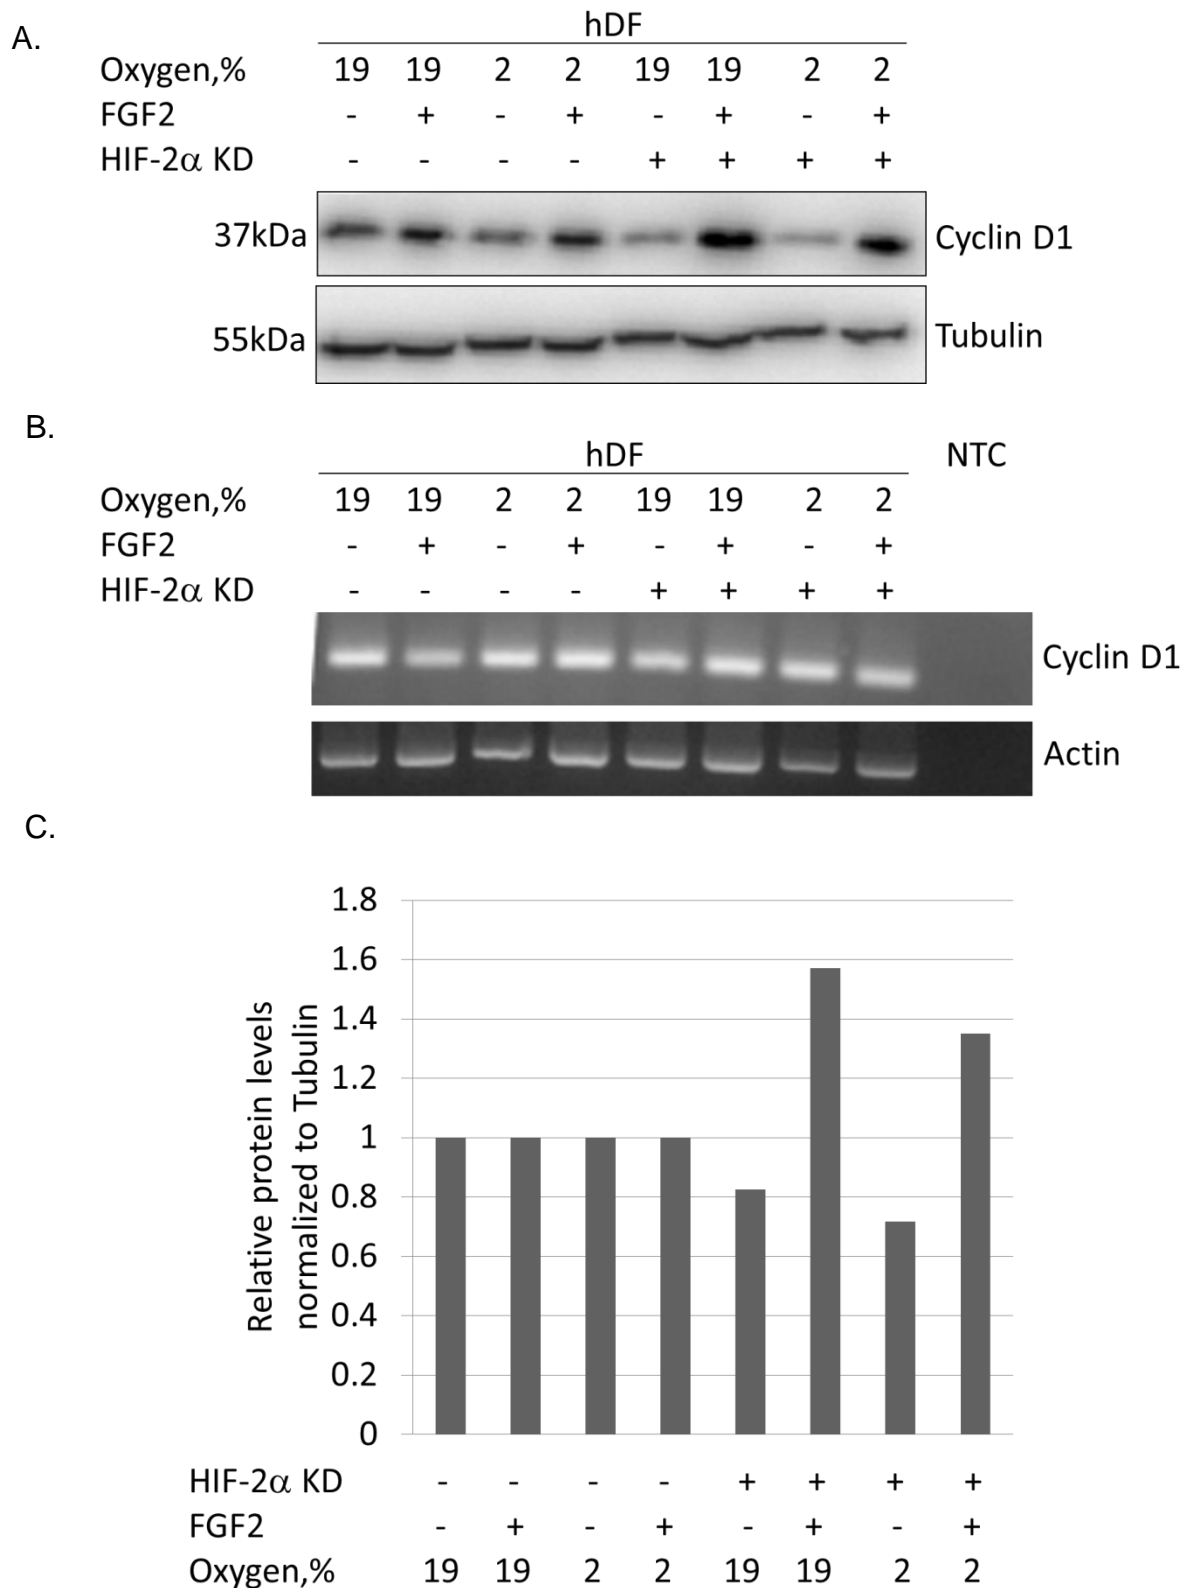 A.
hDF
Oxygen,% 19 19 2 2 19 19 2 2
FGF2 - + - + - + - +
HIF-2α KD - - - - + + + +
37kDa Cyclin D1
55kDa Tubulin
B.
hDF NTC
Oxygen,% 19 19 2 2 19 19 2 2
FGF2 - + - + - + - +
HIF-2α KD - - - - + + + +
Cyclin D1
Actin
C.
Relative protein levels
normalized to Tubulin
1.8
1.6
1.4
1.2
1
0.8
0.6
0.4
0.2
0
HIF-2α KD - - - - + + + +
FGF2 - + - + - + - +
Oxygen,% 19 19 2 2 19 19 2 2